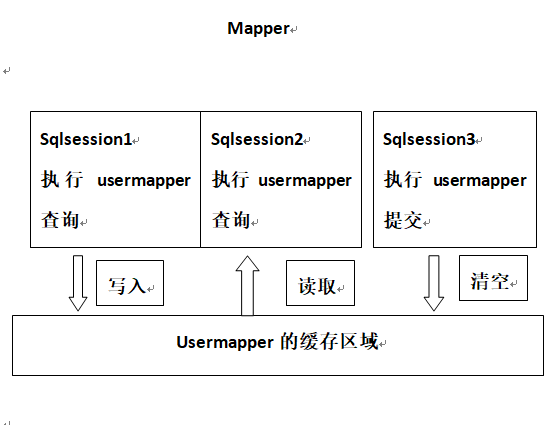 Mapper
Sqlsession1
执行 usermapper
查询
Sqlsession2
执行 usermapper
查询
Sqlsession3
执行 usermapper
提交
写入
读取
清空
Usermapper 的缓存区域